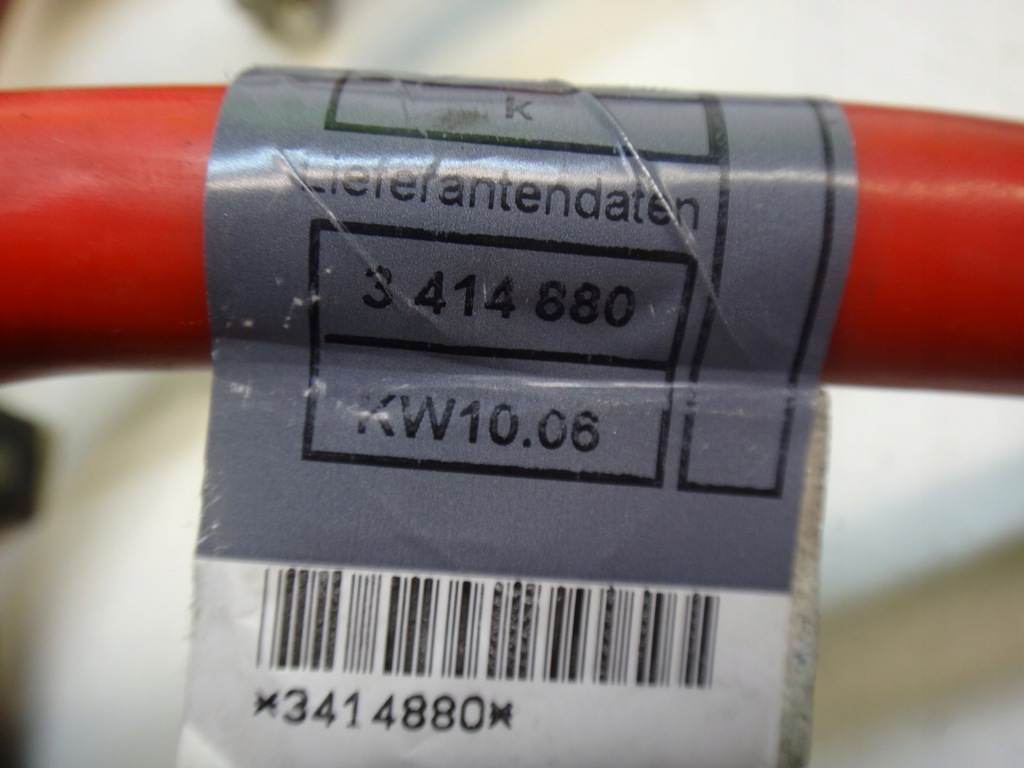 k
Lieferantendaten
3 414 880
KW10.06
*3414880*